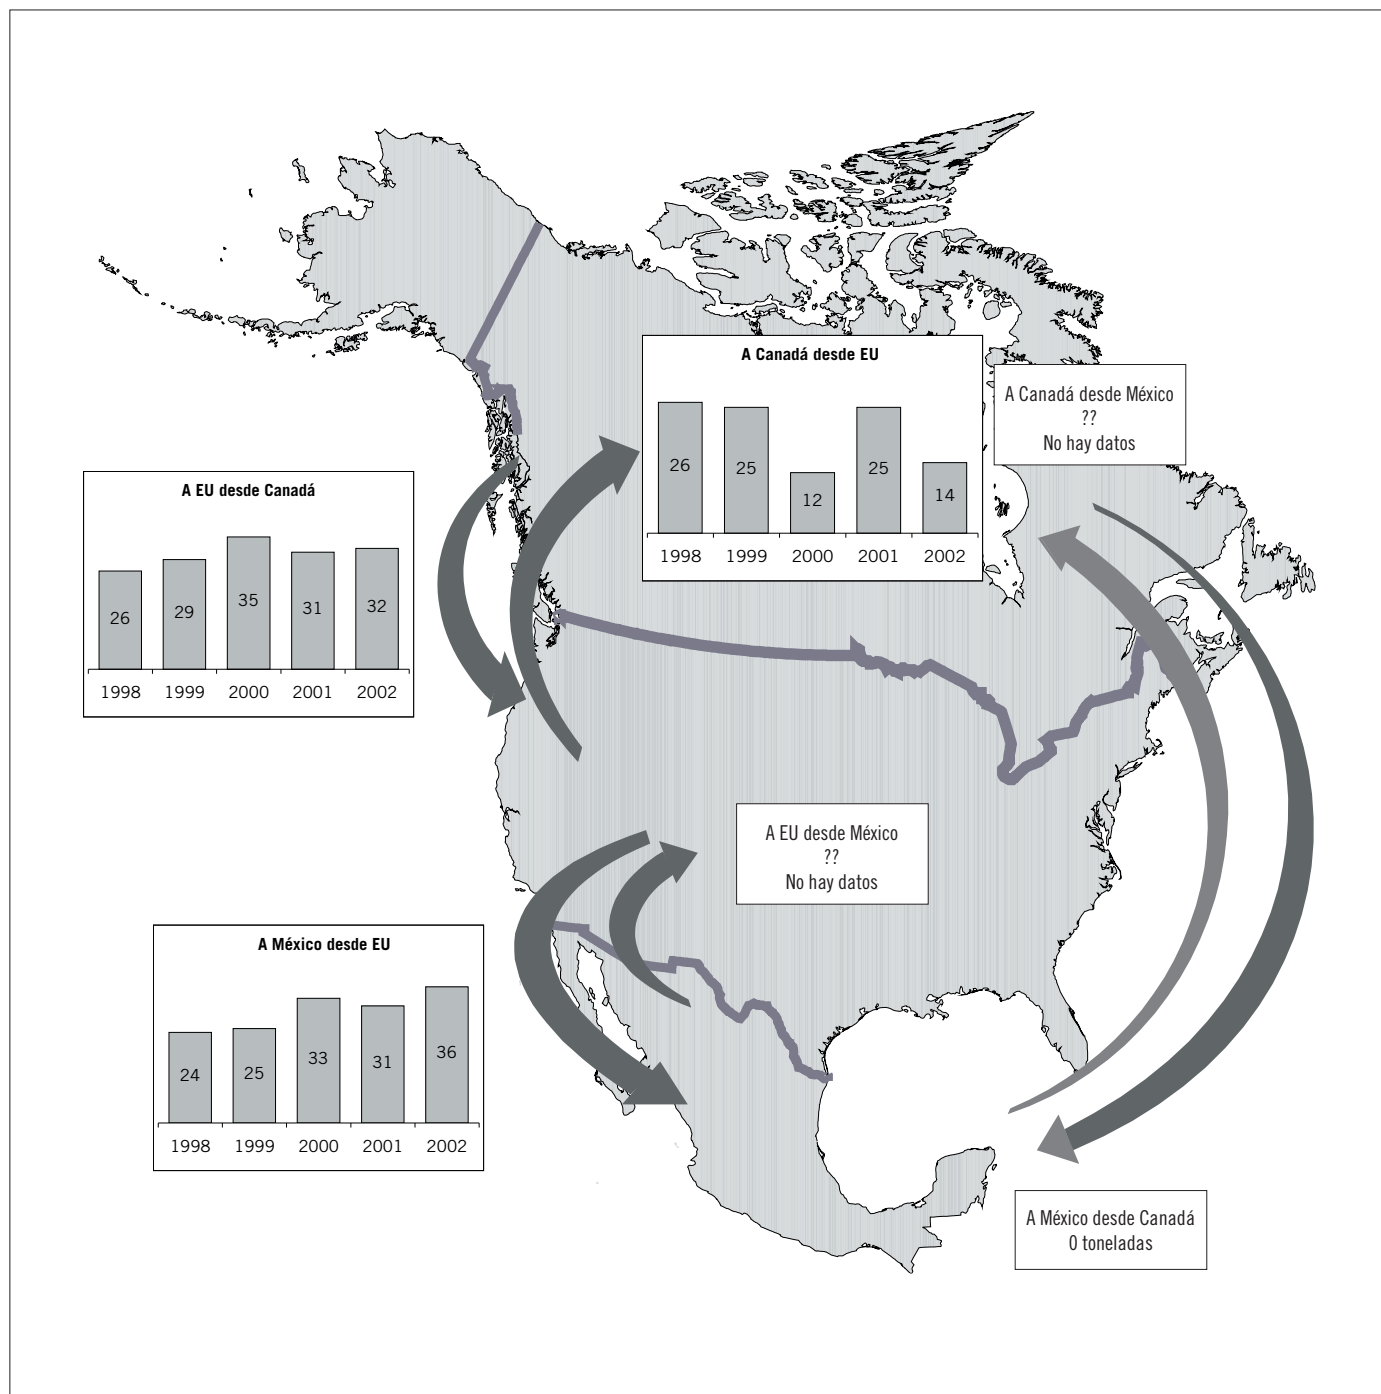 A Canadá desde EU
26
25
12
25
14
1998 1999 2000 2001 2002
A Canadá desde México
??
No hay datos
A EU desde Canadá
26
29
35
31
32
1998 1999 2000 2001 2002
A EU desde México
??
No hay datos
A México desde EU
24
25
33
31
36
1998 1999 2000 2001 2002
A México desde Canadá
0 toneladas